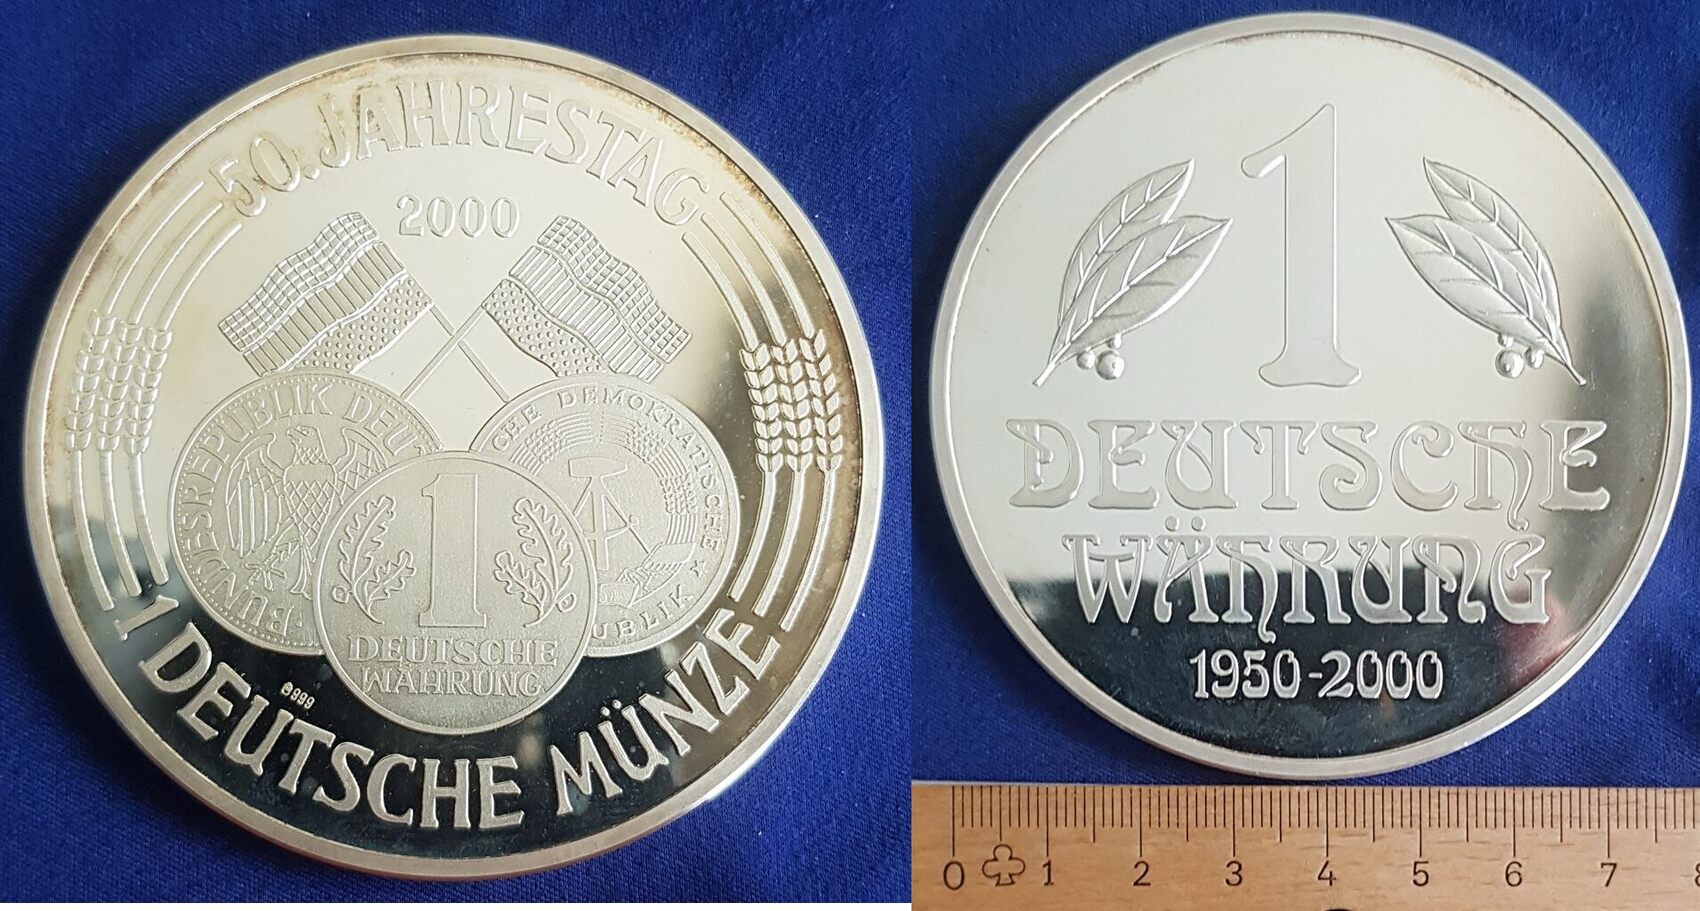 50. JAHRESTAG
2000
BUNDESREPUBLIK DEU
CHE DEMOKRATISCHE
UBLIK
1
DEUTSCHE
WÄHRUNG
999
1 DEUTSCHE MÜNZE
1
DEUTSCHE
WÄHRUNG
1950-2000
0 1 2 3 4 5 6 7 8